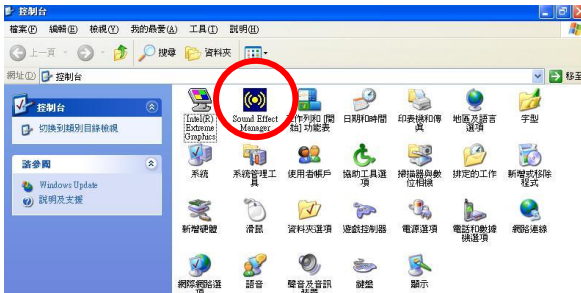 控制台
檔案(F) 編輯(E) 檢視(V) 我的最愛(A) 工具(T) 說明(H)
上一頁 搜尋 資料夾
網址(D) 控制台 移至
控制台
切換到類別目錄檢視
請參閱
Windows Update
說明及支援
Intel(R) Extreme Graphics
Sound Effect Manager
工作列和 [開始] 功能表
日期和時間
印表機和傳真
地區及語言選項
字型
系統
系統管理工具
使用者帳戶
協助工具選項
掃描器與數位相機
排定的工作
新增或移除程式
新增硬體
滑鼠
資料夾選項
遊戲控制器
電源選項
電話和數據機選項
網路連線
網際網路選項
語音
聲音及音訊
鍵盤
顯示